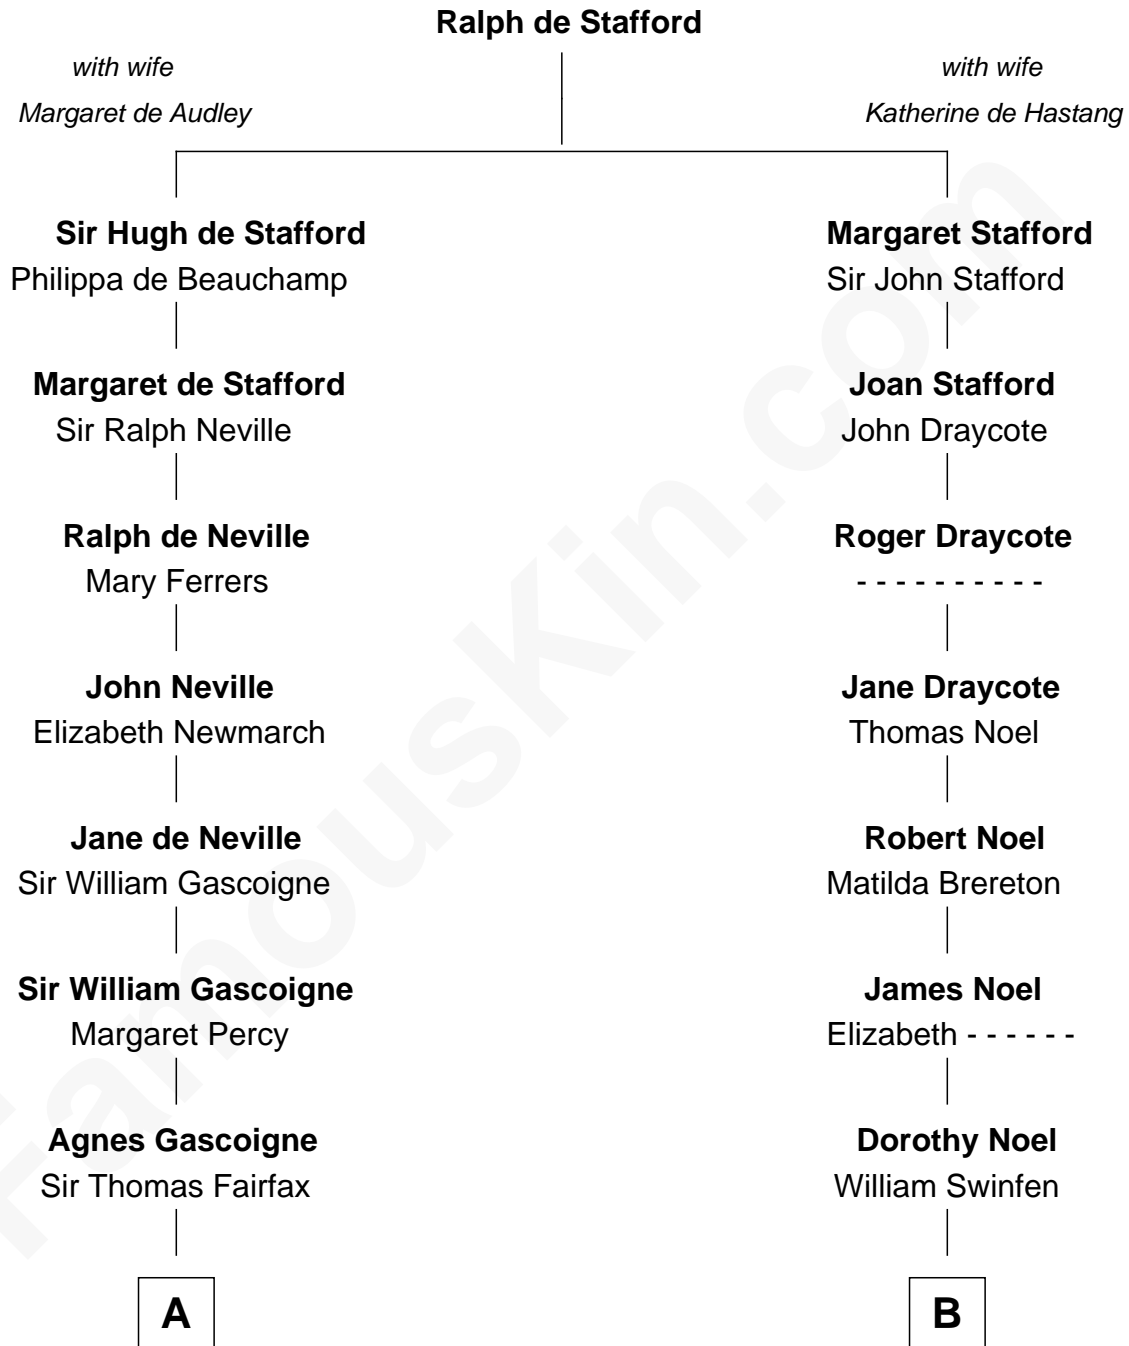 Ralph de Stafford
with wife
Margaret de Audley
with wife
Katherine de Hastang
Sir Hugh de Stafford
Philippa de Beauchamp
Margaret de Stafford
Sir Ralph Neville
Ralph de Neville
Mary Ferrers
John Neville
Elizabeth Newmarch
Jane de Neville
Sir William Gascoigne
Sir William Gascoigne
Margaret Percy
Agnes Gascoigne
Sir Thomas Fairfax
A
Margaret Stafford
Sir John Stafford
Joan Stafford
John Draycote
Roger Draycote
- - - - - - - - - -
Jane Draycote
Thomas Noel
Robert Noel
Matilda Brereton
James Noel
Elizabeth - - - - - -
Dorothy Noel
William Swinfen
B
FamousKin.com